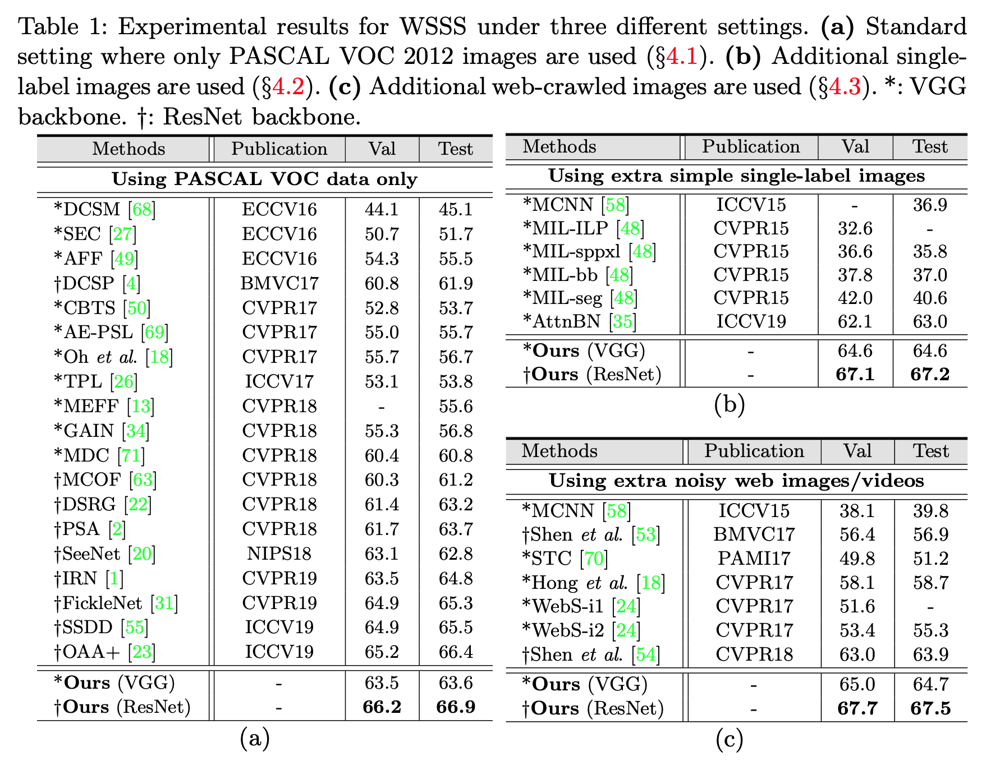 Table 1: Experimental results for WSSS under three different settings. (a) Standard
setting where only PASCAL VOC 2012 images are used (§4.1). (b) Additional single-
label images are used (§4.2). (c) Additional web-crawled images are used (§4.3). *: VGG
backbone. †: ResNet backbone.
Methods Publication Val Test
Using PASCAL VOC data only
*DCSM [68] ECCV16 44.1 45.1
*SEC [27] ECCV16 50.7 51.7
*AFF [49] ECCV16 54.3 55.5
†DCSP [4] BMVC17 60.8 61.9
*CBTS [50] CVPR17 52.8 53.7
*AE-PSL [69] CVPR17 55.0 55.7
*Oh et al. [18] CVPR17 55.7 56.7
*TPL [26] ICCV17 53.1 53.8
*MEFF [13] CVPR18 - 55.6
*GAIN [34] CVPR18 55.3 56.8
*MDC [71] CVPR18 60.4 60.8
†MCOF [63] CVPR18 60.3 61.2
†DSRG [22] CVPR18 61.4 63.2
†PSA [2] CVPR18 61.7 63.7
†SeeNet [20] NIPS18 63.1 62.8
†IRN [1] CVPR19 63.5 64.8
†FickleNet [31] CVPR19 64.9 65.3
†SSDD [55] ICCV19 64.9 65.5
†OAA+ [23] ICCV19 65.2 66.4
*Ours (VGG) - 63.5 63.6
†Ours (ResNet) - 66.2 66.9
(a)
Methods Publication Val Test
Using extra simple single-label images
*MCNN [58] ICCV15 - 36.9
*MIL-ILP [48] CVPR15 32.6 -
*MIL-sppxl [48] CVPR15 36.6 35.8
*MIL-bb [48] CVPR15 37.8 37.0
*MIL-seg [48] CVPR15 42.0 40.6
*AttnBN [35] ICCV19 62.1 63.0
*Ours (VGG) - 64.6 64.6
†Ours (ResNet) - 67.1 67.2
(b)
Methods Publication Val Test
Using extra noisy web images/videos
*MCNN [58] ICCV15 38.1 39.8
†Shen et al. [53] BMVC17 56.4 56.9
*STC [70] PAMI17 49.8 51.2
*Hong et al. [18] CVPR17 58.1 58.7
*WebS-i1 [24] CVPR17 51.6 -
*WebS-i2 [24] CVPR17 53.4 55.3
†Shen et al. [54] CVPR18 63.0 63.9
*Ours (VGG) - 65.0 64.7
†Ours (ResNet) - 67.7 67.5
(c)